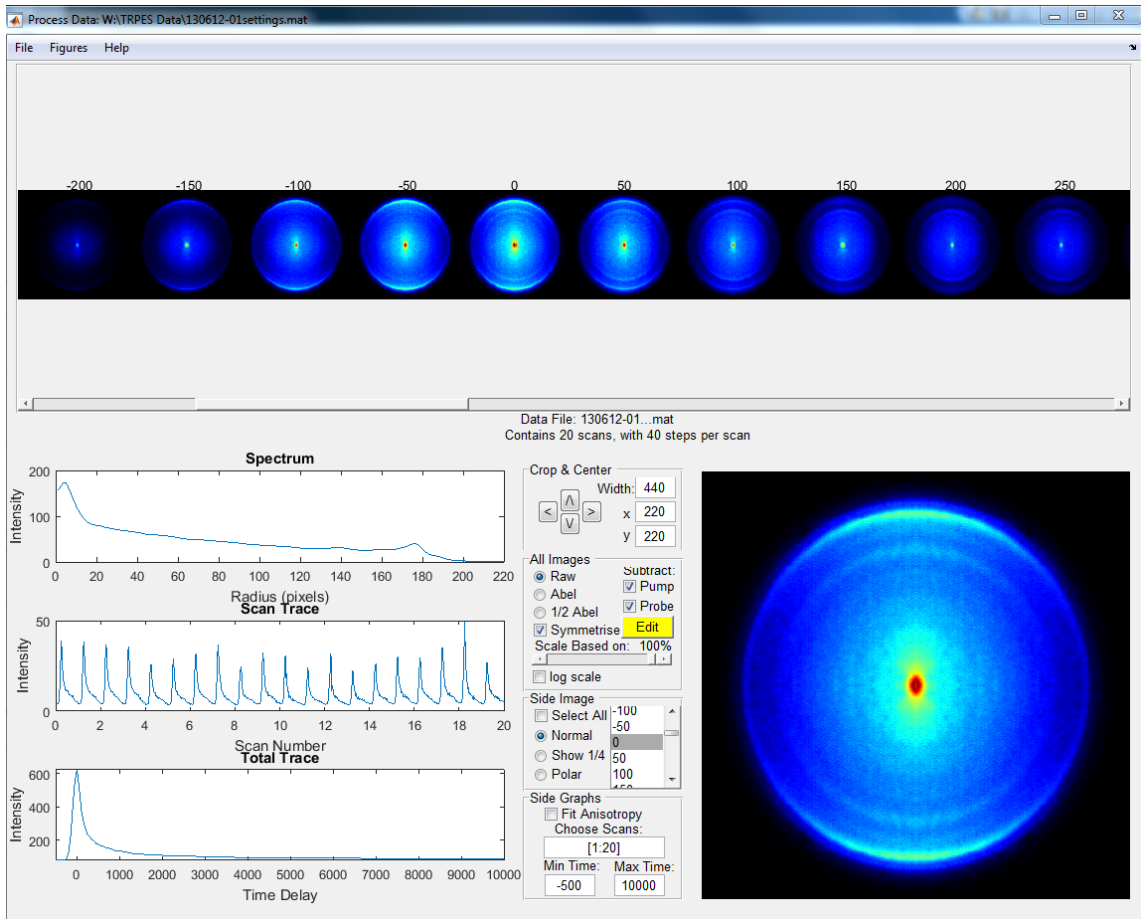 Process Data: W:\TRPES Data\130612-01settings.mat
File Figures Help
-200 -150 -100 -50 0 50 100 150 200 250
Data File: 130612-01...mat
Contains 20 scans, with 40 steps per scan
Spectrum
Intensity
200
100
0
0 20 40 60 80 100 120 140 160 180 200 220
Radius (pixels)
Scan Trace
Intensity
50
0
0 2 4 6 8 10 12 14 16 18 20
Scan Number
Total Trace
Intensity
600
400
200
0 1000 2000 3000 4000 5000 6000 7000 8000 9000 10000
Time Delay
Crop & Center
Width: 440
< /\ \/ >
x 220
y 220
All Images
Subtract:
Raw
Pump
Abel
Probe
1/2 Abel
Symmetrise
Edit
Scale Based on: 100%
log scale
Side Image
Select All
Normal
Show 1/4
Polar
-100
-50
0
50
100
150
Side Graphs
Fit Anisotropy
Choose Scans:
[1:20]
Min Time: Max Time:
-500 10000